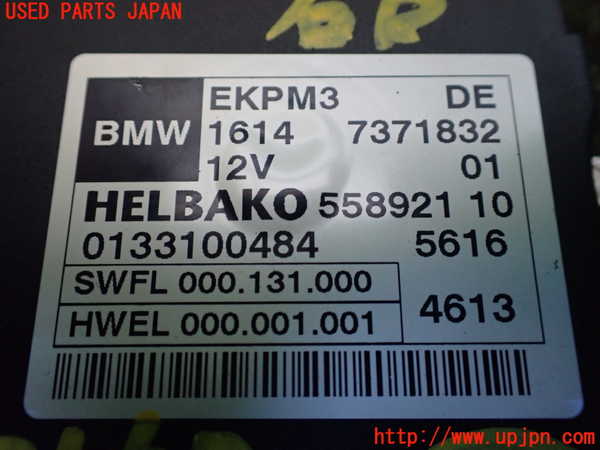 USED PARTS JAPAN
BMW
EKPM3 DE
1614 7371832
12V 01
HELBAKO 558921 10
0133100484 5616
SWFL 000.131.000
HWEL 000.001.001
4613
http://www.upjpn.com/